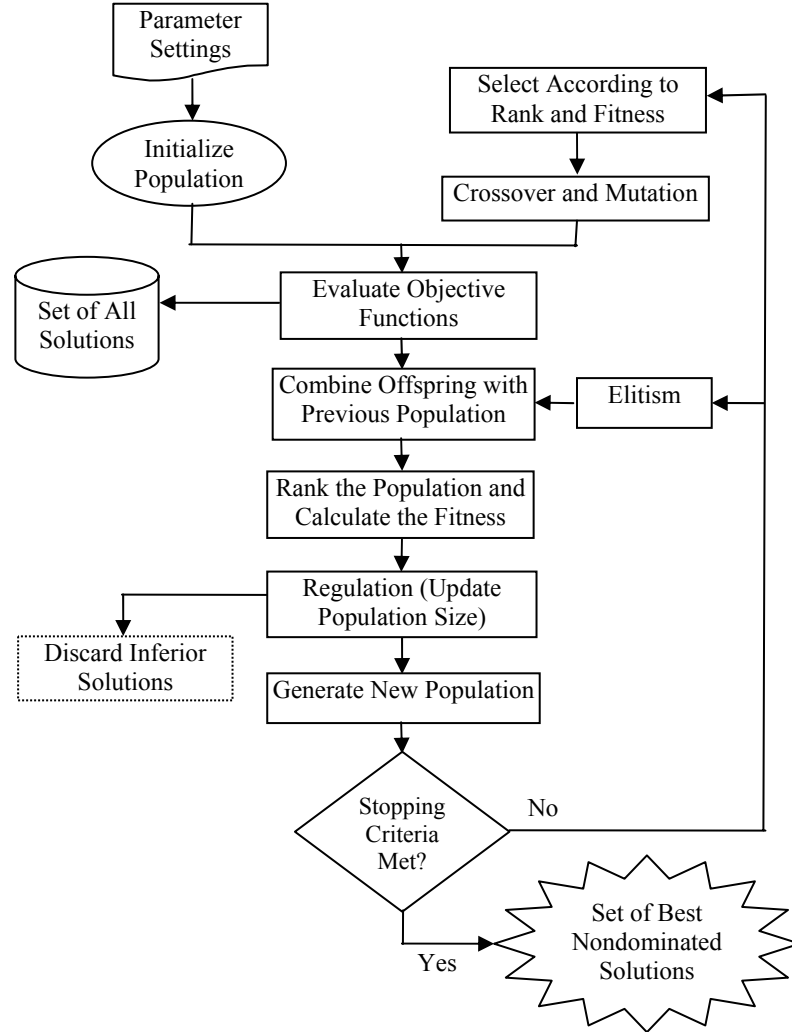 Parameter
Settings
Select According to
Rank and Fitness
Initialize
Population
Crossover and Mutation
Set of All
Solutions
Evaluate Objective
Functions
Combine Offspring with
Previous Population
Elitism
Rank the Population and
Calculate the Fitness
Regulation (Update
Population Size)
Discard Inferior
Solutions
Generate New Population
Stopping
Criteria
Met?
No
Yes
Set of Best
Nondominated
Solutions